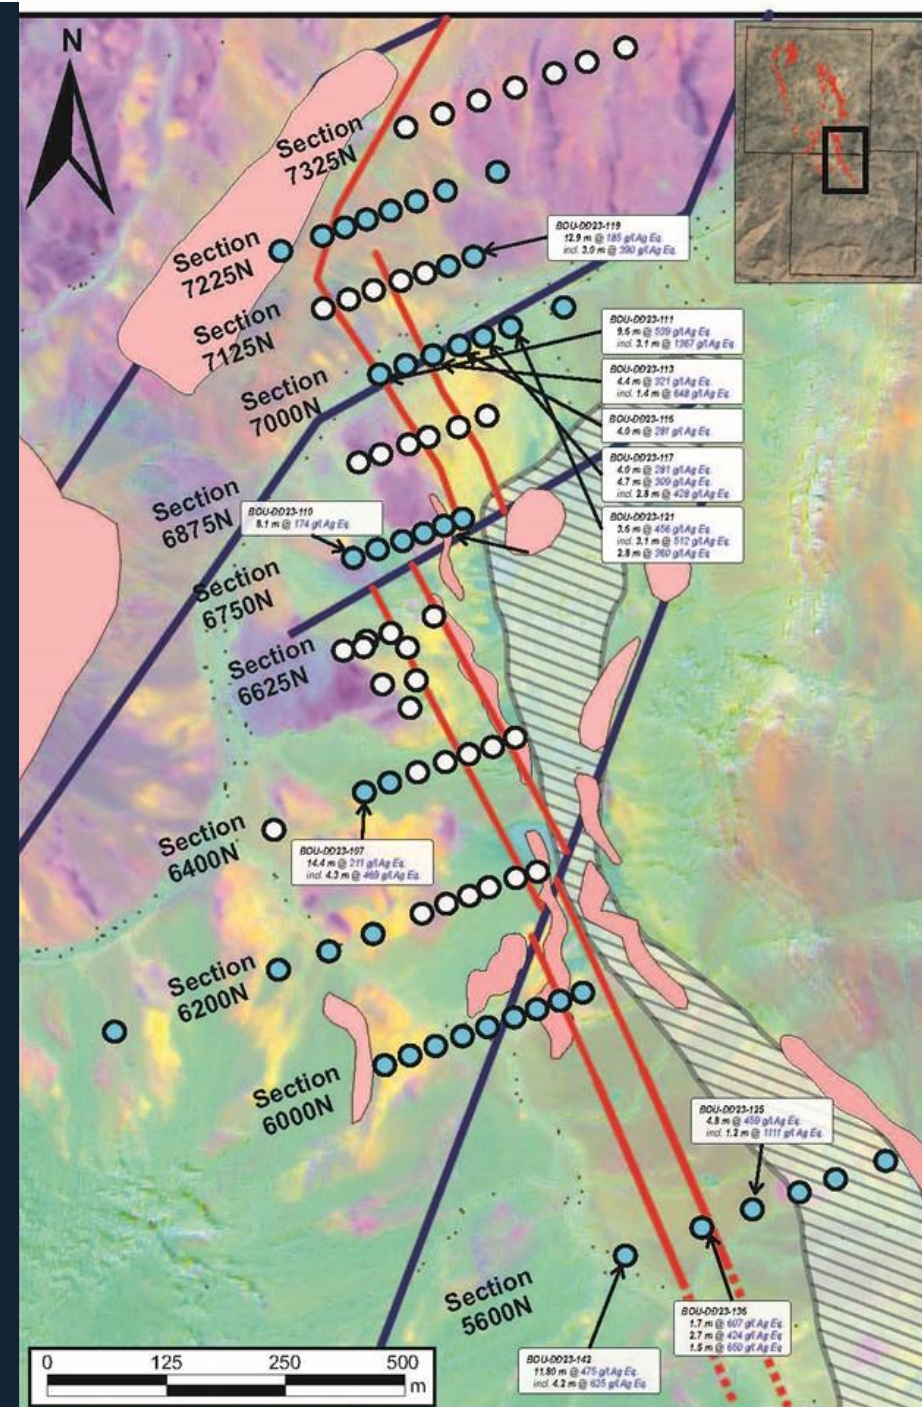 N
Section
7325N
Section
7225N
BOU-DD23-119
12.9 m @ 185 g/t Ag Eq.
incl. 3.0 m @ 390 g/t Ag Eq.
Section
7125N
BOU-DD23-111
9.6 m @ 539 g/t Ag Eq.
incl. 3.1 m @ 1367 g/t Ag Eq.
BOU-DD23-113
4.4 m @ 321 g/t Ag Eq.
incl. 1.4 m @ 648 g/t Ag Eq.
Section
7000N
BOU-DD23-116
4.0 m @ 281 g/t Ag Eq.
BOU-DD23-117
4.0 m @ 281 g/t Ag Eq.
4.7 m @ 309 g/t Ag Eq.
incl. 2.8 m @ 428 g/t Ag Eq.
Section
6875N
BOU-DD23-110
8.1 m @ 174 g/t Ag Eq.
BOU-DD23-121
3.6 m @ 456 g/t Ag Eq.
incl. 3.1 m @ 512 g/t Ag Eq.
2.8 m @ 360 g/t Ag Eq.
Section
6750N
Section
6625N
Section
6400N
BOU-DD23-107
14.4 m @ 211 g/t Ag Eq.
incl. 4.3 m @ 469 g/t Ag Eq.
Section
6200N
Section
6000N
BOU-DD23-125
4.8 m @ 459 g/t Ag Eq.
incl. 1.2 m @ 1111 g/t Ag Eq.
Section
5600N
BOU-DD23-136
1.7 m @ 607 g/t Ag Eq.
2.7 m @ 424 g/t Ag Eq.
1.5 m @ 650 g/t Ag Eq.
BOU-DD23-142
11.80 m @ 475 g/t Ag Eq.
incl. 4.2 m @ 625 g/t Ag Eq.
0 125 250 500
m